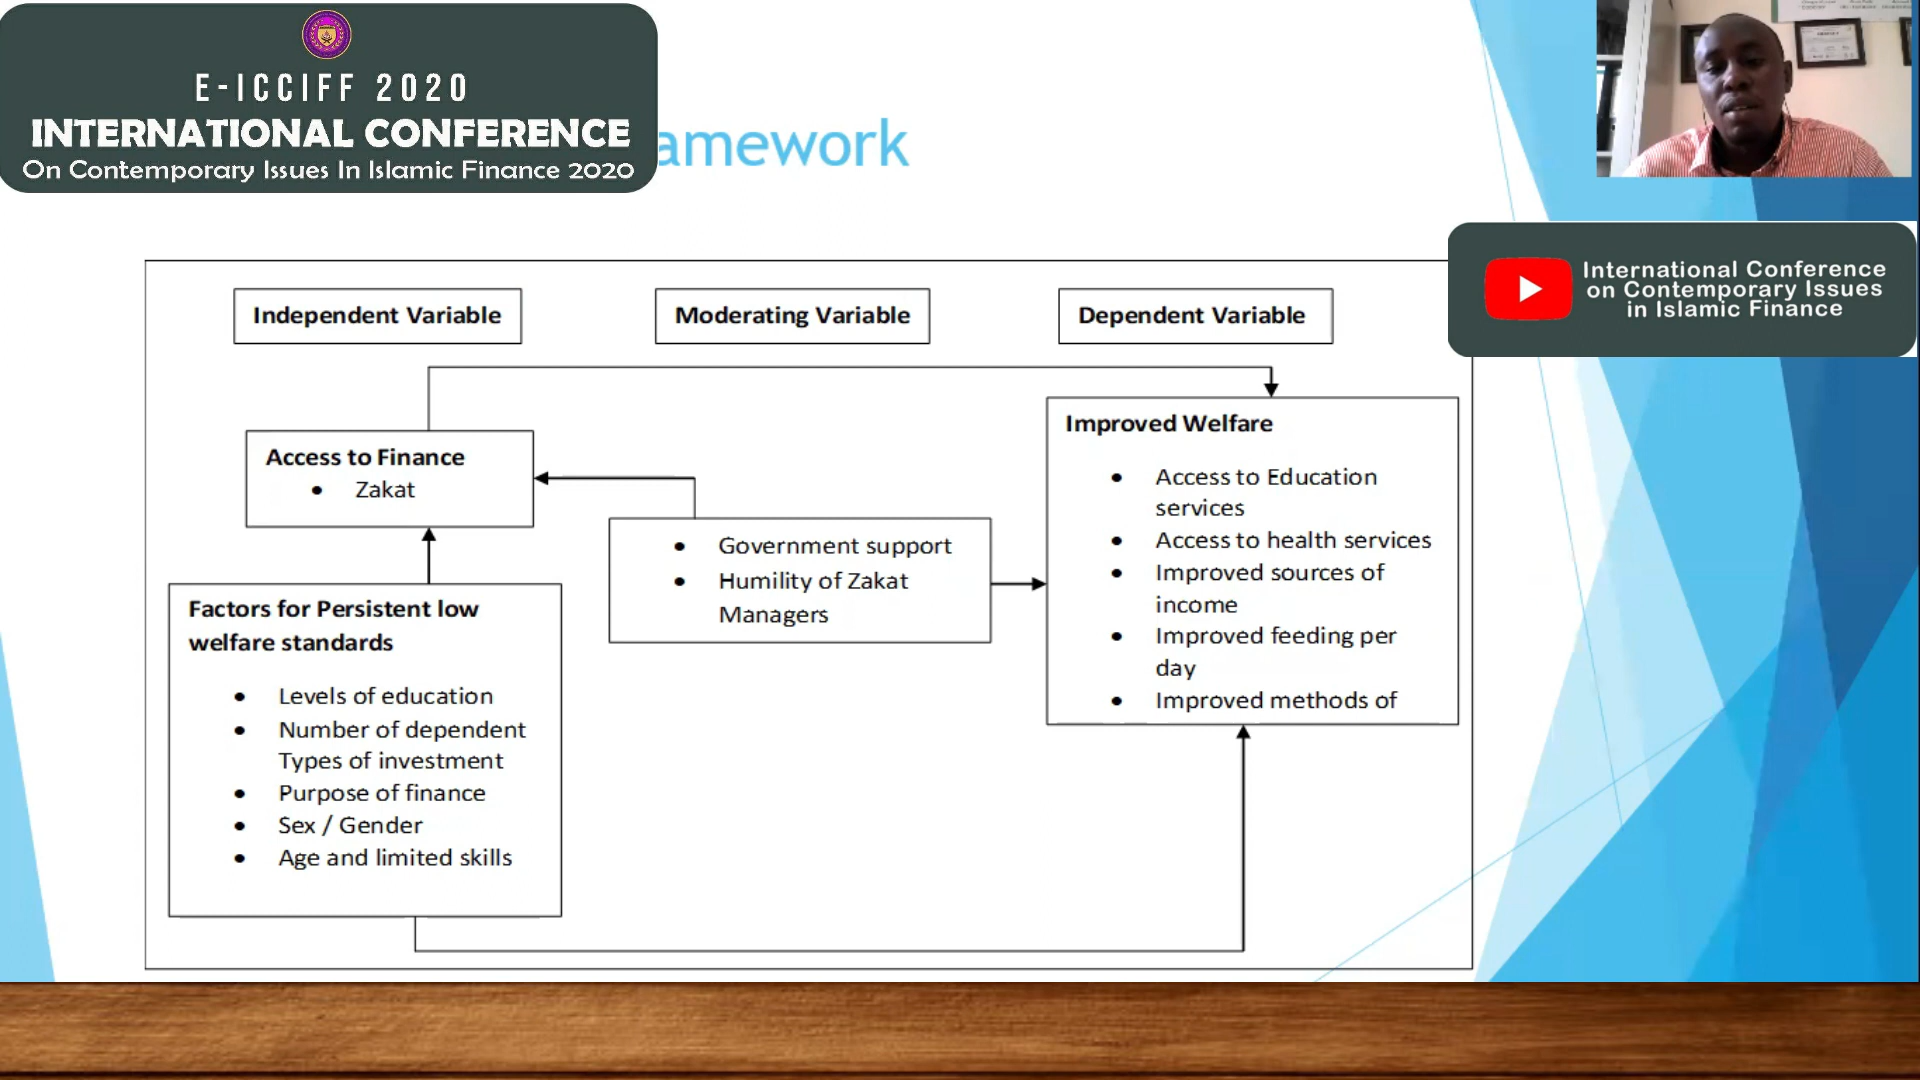 E-ICCIFF 2020
INTERNATIONAL CONFERENCE
On Contemporary Issues In Islamic Finance 2020
amework
International Conference
on Contemporary Issues
in Islamic Finance
Independent Variable
Moderating Variable
Dependent Variable
Access to Finance
• Zakat
Factors for Persistent low
welfare standards
• Levels of education
• Number of dependent
Types of investment
• Purpose of finance
• Sex / Gender
• Age and limited skills
• Government support
• Humility of Zakat
Managers
Improved Welfare
• Access to Education
services
• Access to health services
• Improved sources of
income
• Improved feeding per
day
• Improved methods of